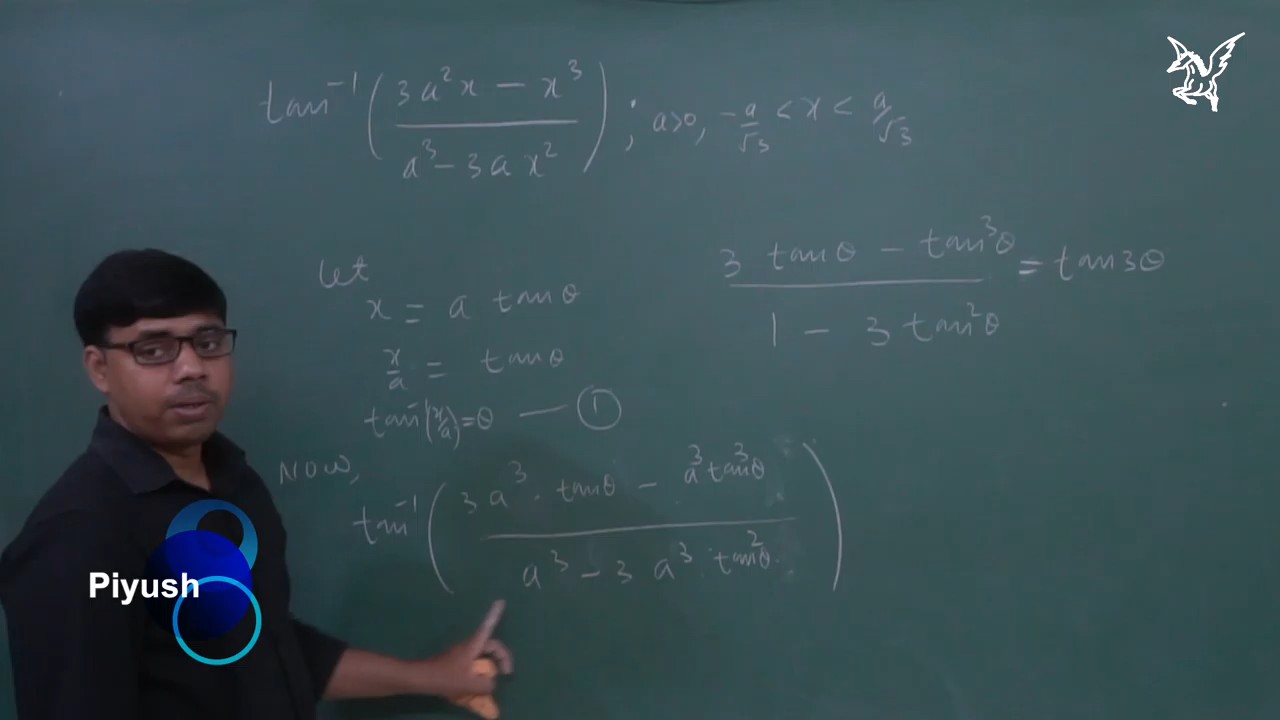 tan⁻¹ ( (3a²x − x³) / (a³ − 3ax²) ) ; a>0, −a/√3 < x < a/√3
let
x = a tanθ
x/a = tanθ
tan⁻(x/a) = θ — ①
(3 tanθ − tan³θ) / (1 − 3 tan²θ) = tan3θ
NOW,
tan⁻¹ ( (3a³ · tanθ − a³tan³θ) / (a³ − 3a³ · tan²θ) )
Piyush